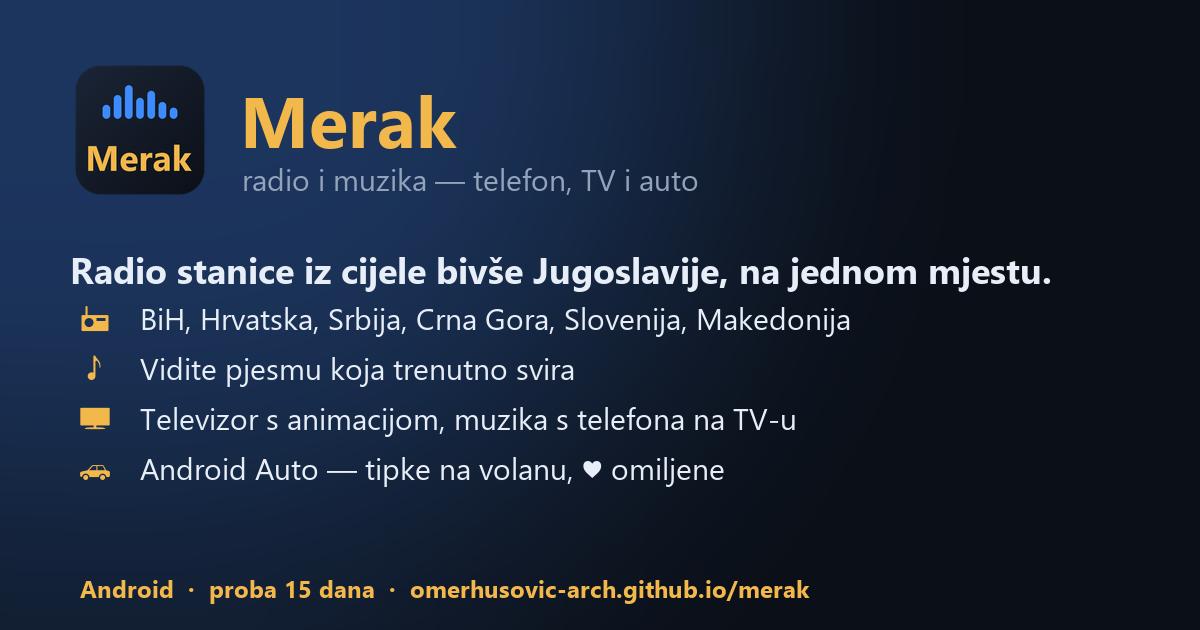 Merak
Merak
radio i muzika — telefon, TV i auto
Radio stanice iz cijele bivše Jugoslavije, na jednom mjestu.
BiH, Hrvatska, Srbija, Crna Gora, Slovenija, Makedonija
Vidite pjesmu koja trenutno svira
Televizor s animacijom, muzika s telefona na TV-u
Android Auto — tipke na volanu, ♥ omiljene
Android · proba 15 dana · omerhusovic-arch.github.io/merak